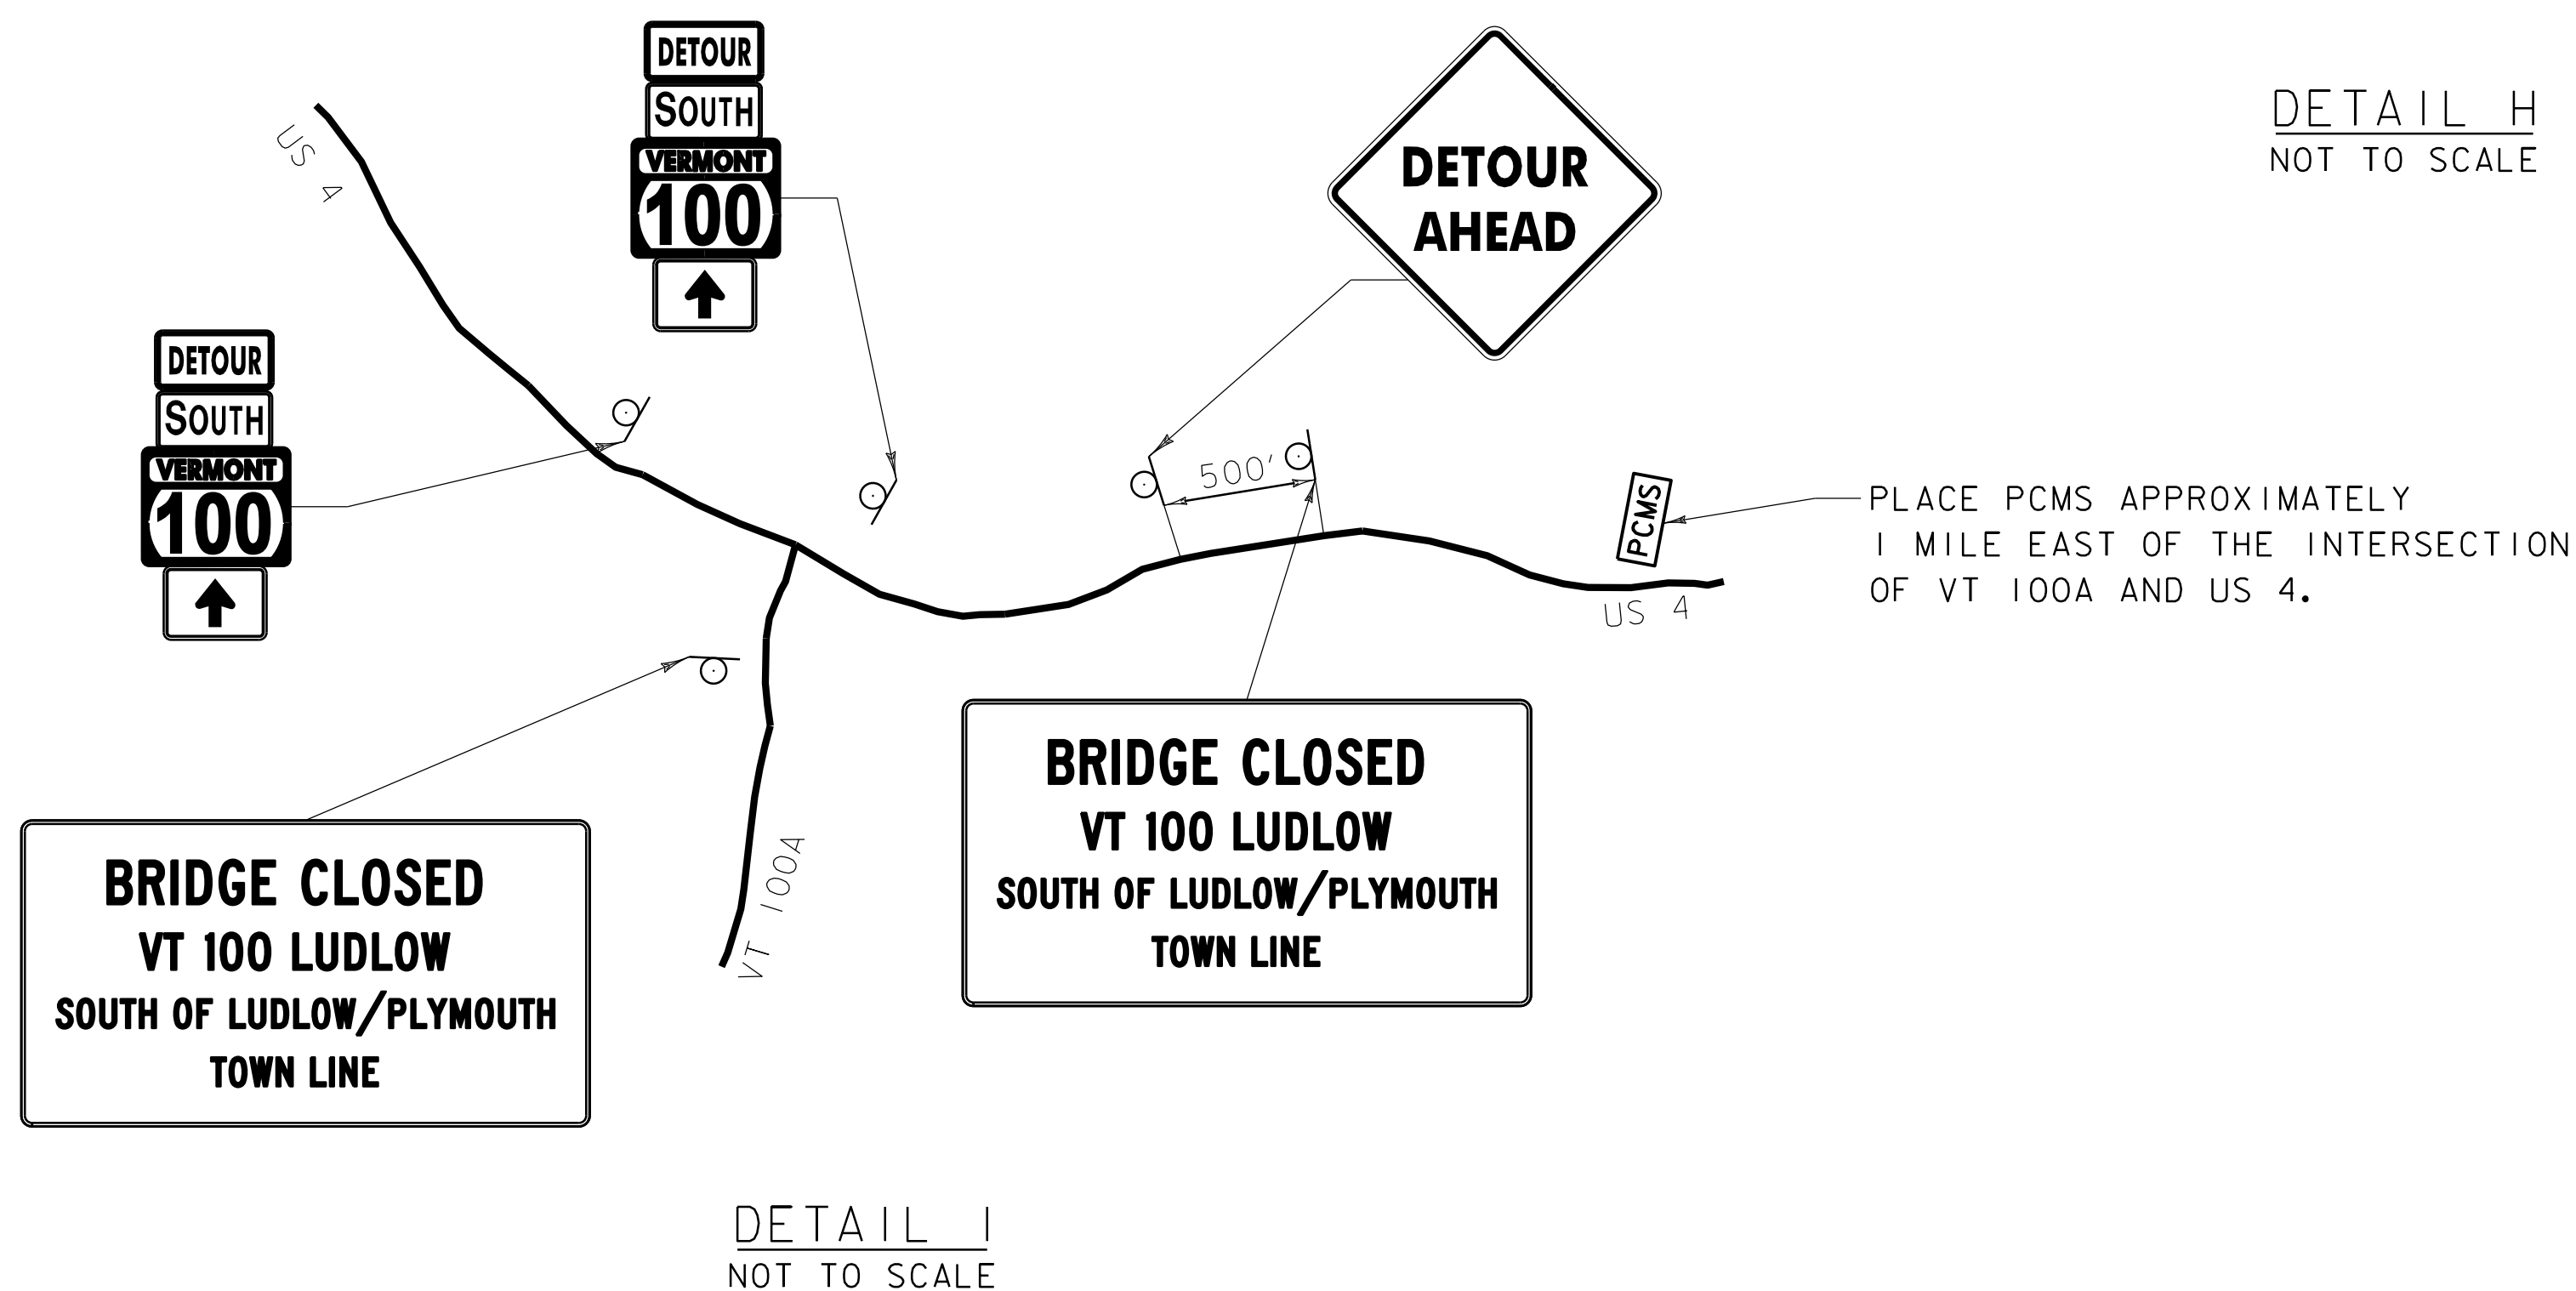 DETOUR
SOUTH
VERMONT
100
DETOUR
AHEAD
DETAIL H
NOT TO SCALE
US 4
DETOUR
SOUTH
VERMONT
100
500'
PCMS
PLACE PCMS APPROXIMATELY
1 MILE EAST OF THE INTERSECTION
OF VT 100A AND US 4.
US 4
BRIDGE CLOSED
VT 100 LUDLOW
SOUTH OF LUDLOW/PLYMOUTH
TOWN LINE
VT 100A
BRIDGE CLOSED
VT 100 LUDLOW
SOUTH OF LUDLOW/PLYMOUTH
TOWN LINE
DETAIL I
NOT TO SCALE